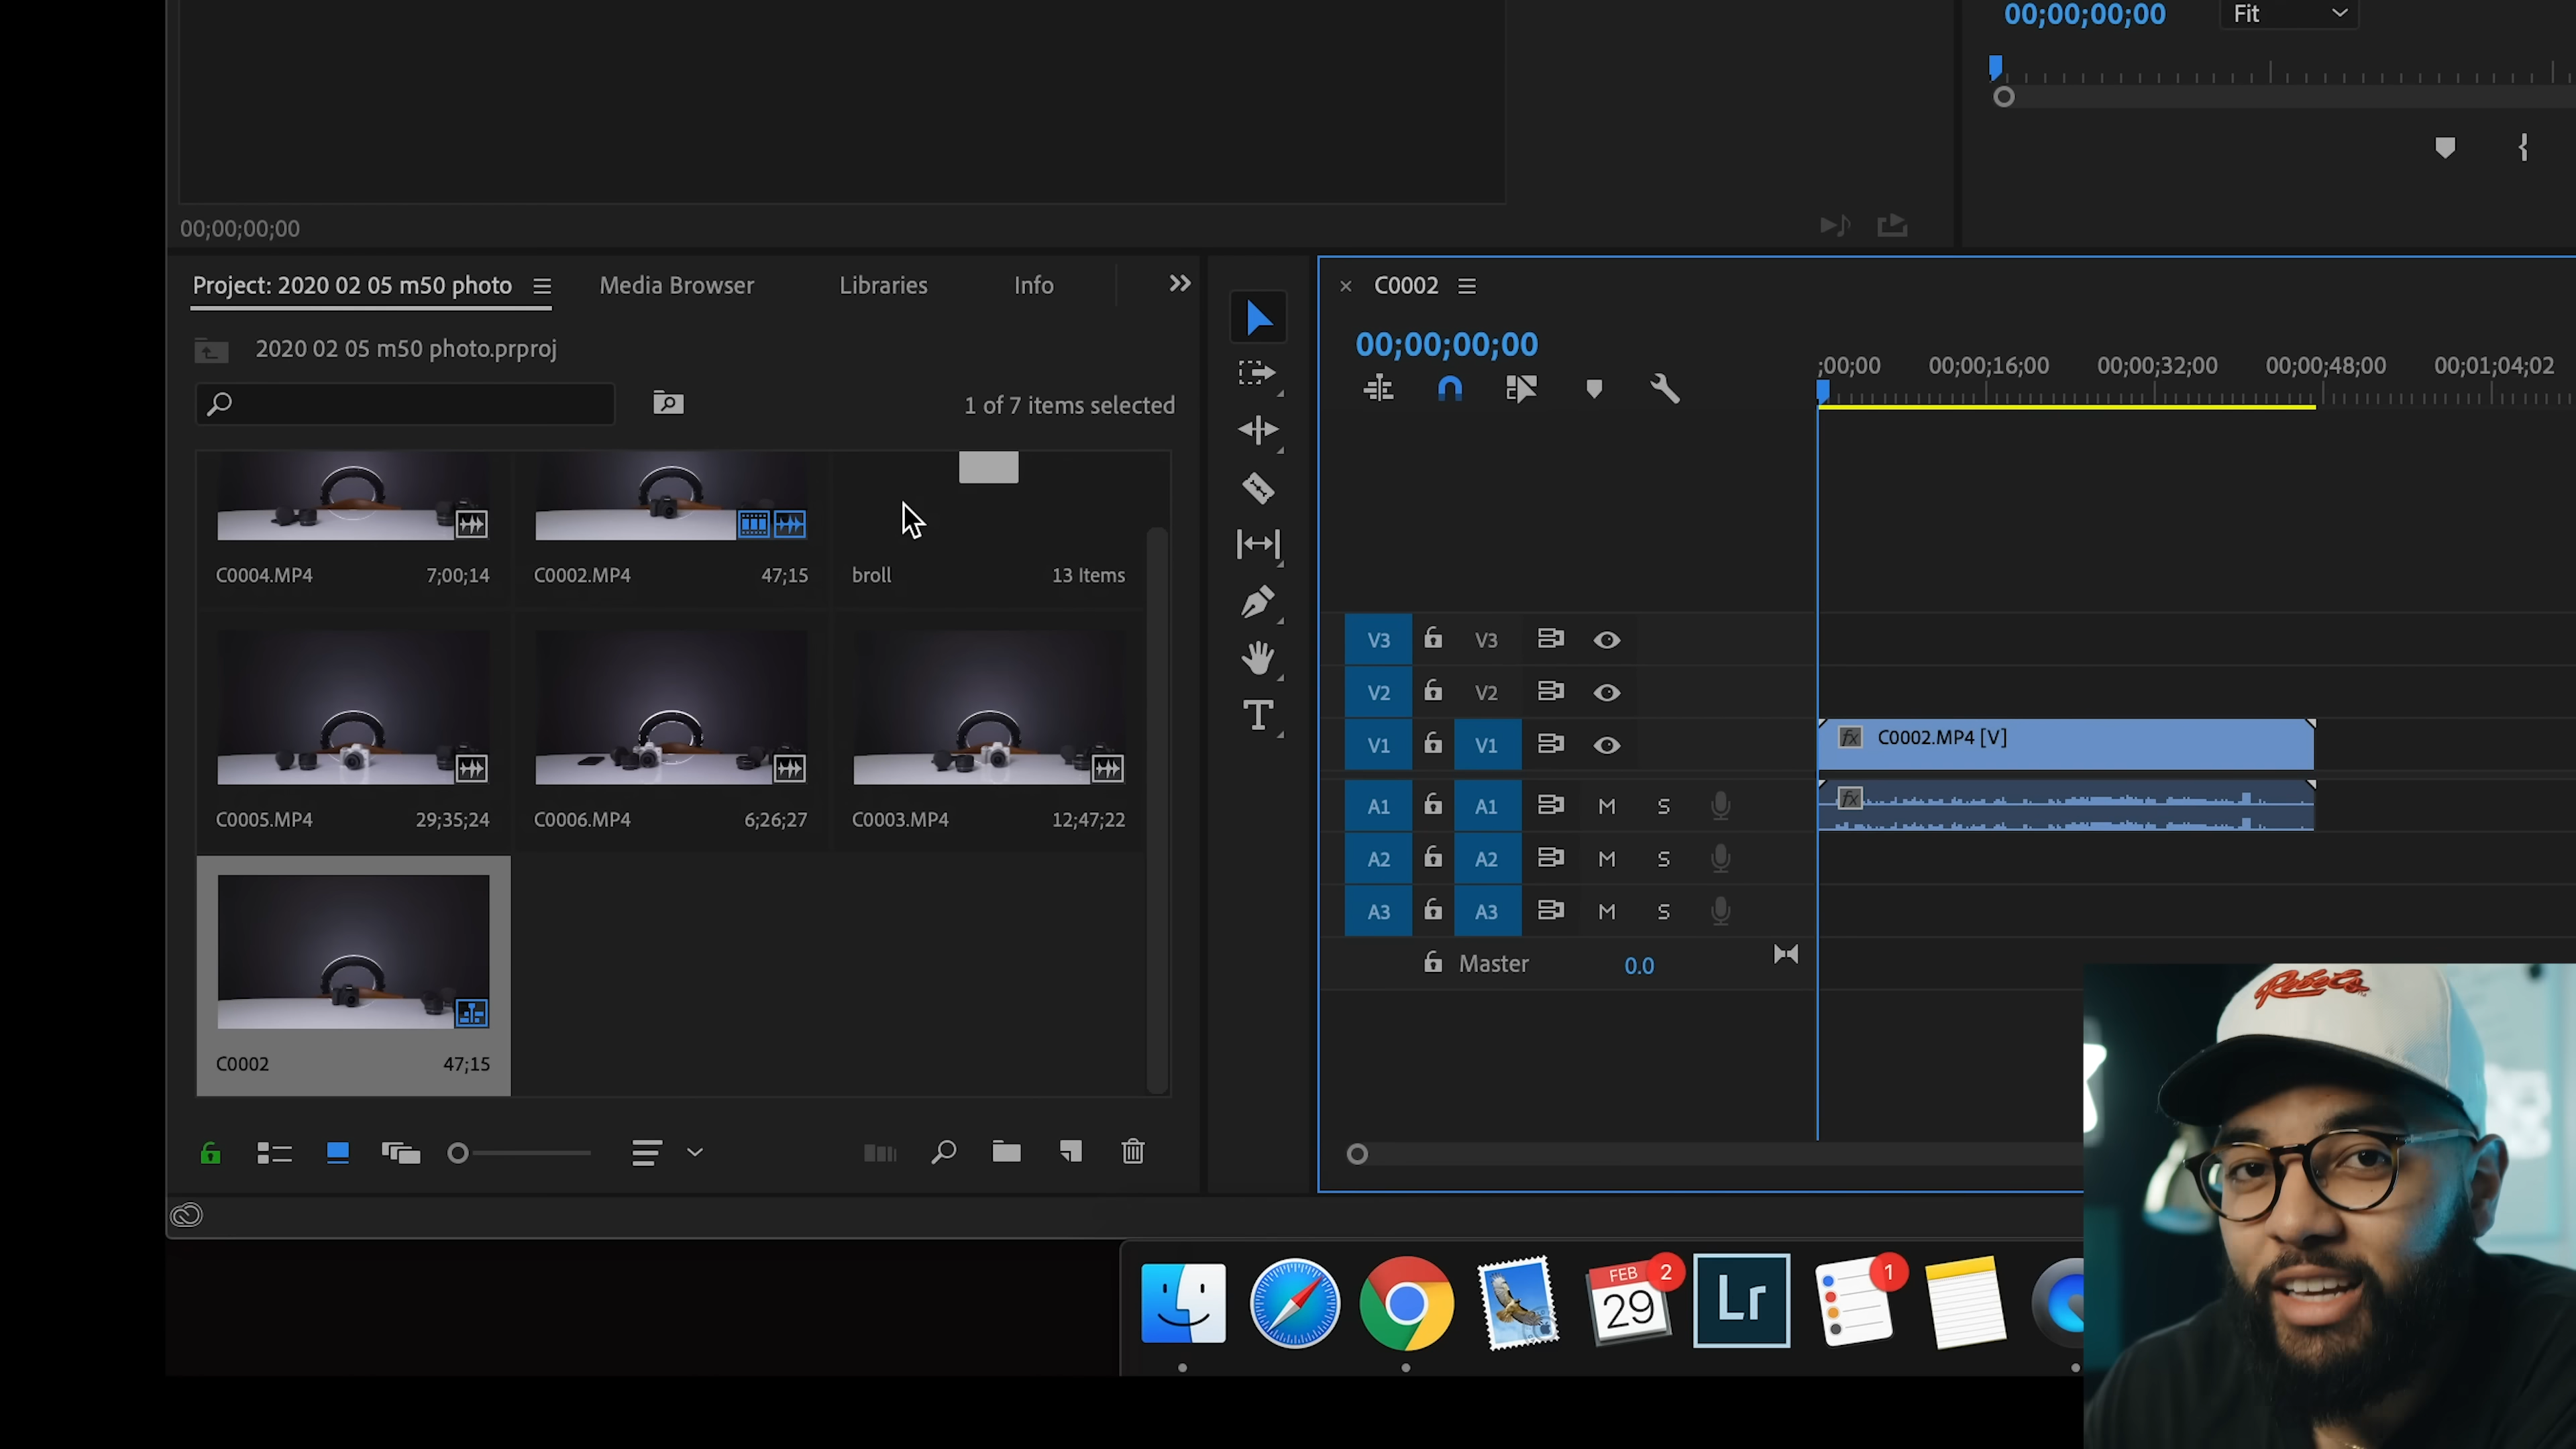 00;00;00;00
Fit
00;00;00;00
Project: 2020 02 05 m50 photo
Media Browser
Libraries
Info
2020 02 05 m50 photo.prproj
1 of 7 items selected
C0004.MP4
7;00;14
C0002.MP4
47;15
broll
13 Items
C0005.MP4
29;35;24
C0006.MP4
6;26;27
C0003.MP4
12;47;22
C0002
47;15
C0002
00;00;00;00
;00;00
00;00;16;00
00;00;32;00
00;00;48;00
00;01;04;02
V3 V3
V2 V2
V1 V1
fx C0002.MP4 [V]
A1 A1 M S
fx
A2 A2 M S
A3 A3 M S
Master 0.0
Rebels
FEB
29
2
Lr
1